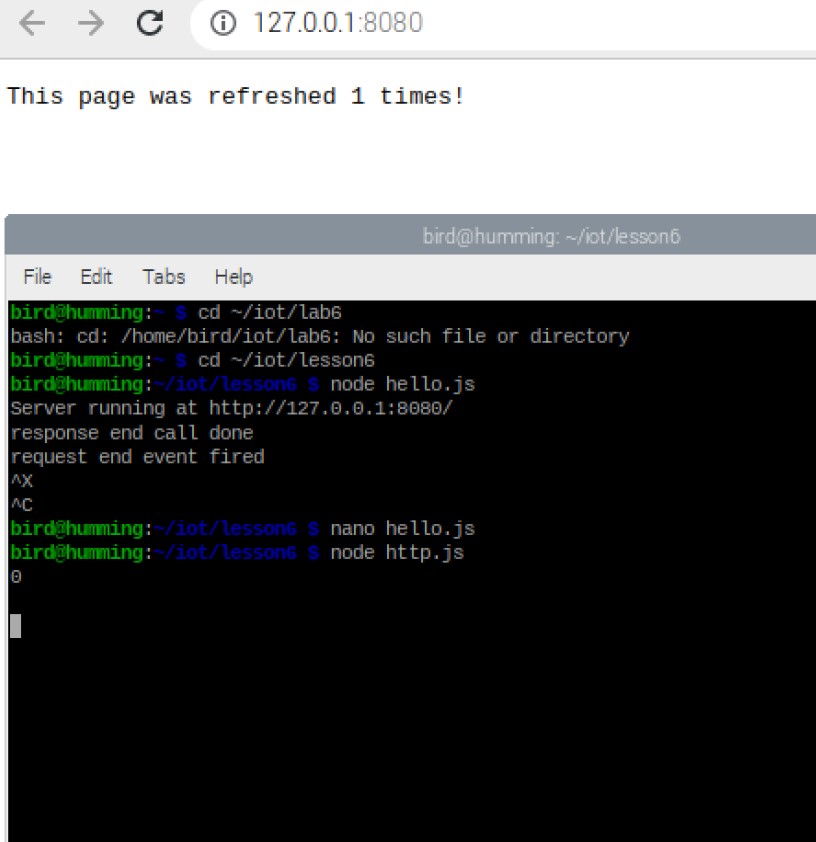 127.0.0.1:8080
This page was refreshed 1 times!
bird@humming: ~/iot/lesson6
File Edit Tabs Help
bird@humming:~ $ cd ~/iot/lab6
bash: cd: /home/bird/iot/lab6: No such file or directory
bird@humming:~ $ cd ~/iot/lesson6
bird@humming:~/iot/lesson6 $ node hello.js
Server running at http://127.0.0.1:8080/
response end call done
request end event fired
^X
^C
bird@humming:~/iot/lesson6 $ nano hello.js
bird@humming:~/iot/lesson6 $ node http.js
0